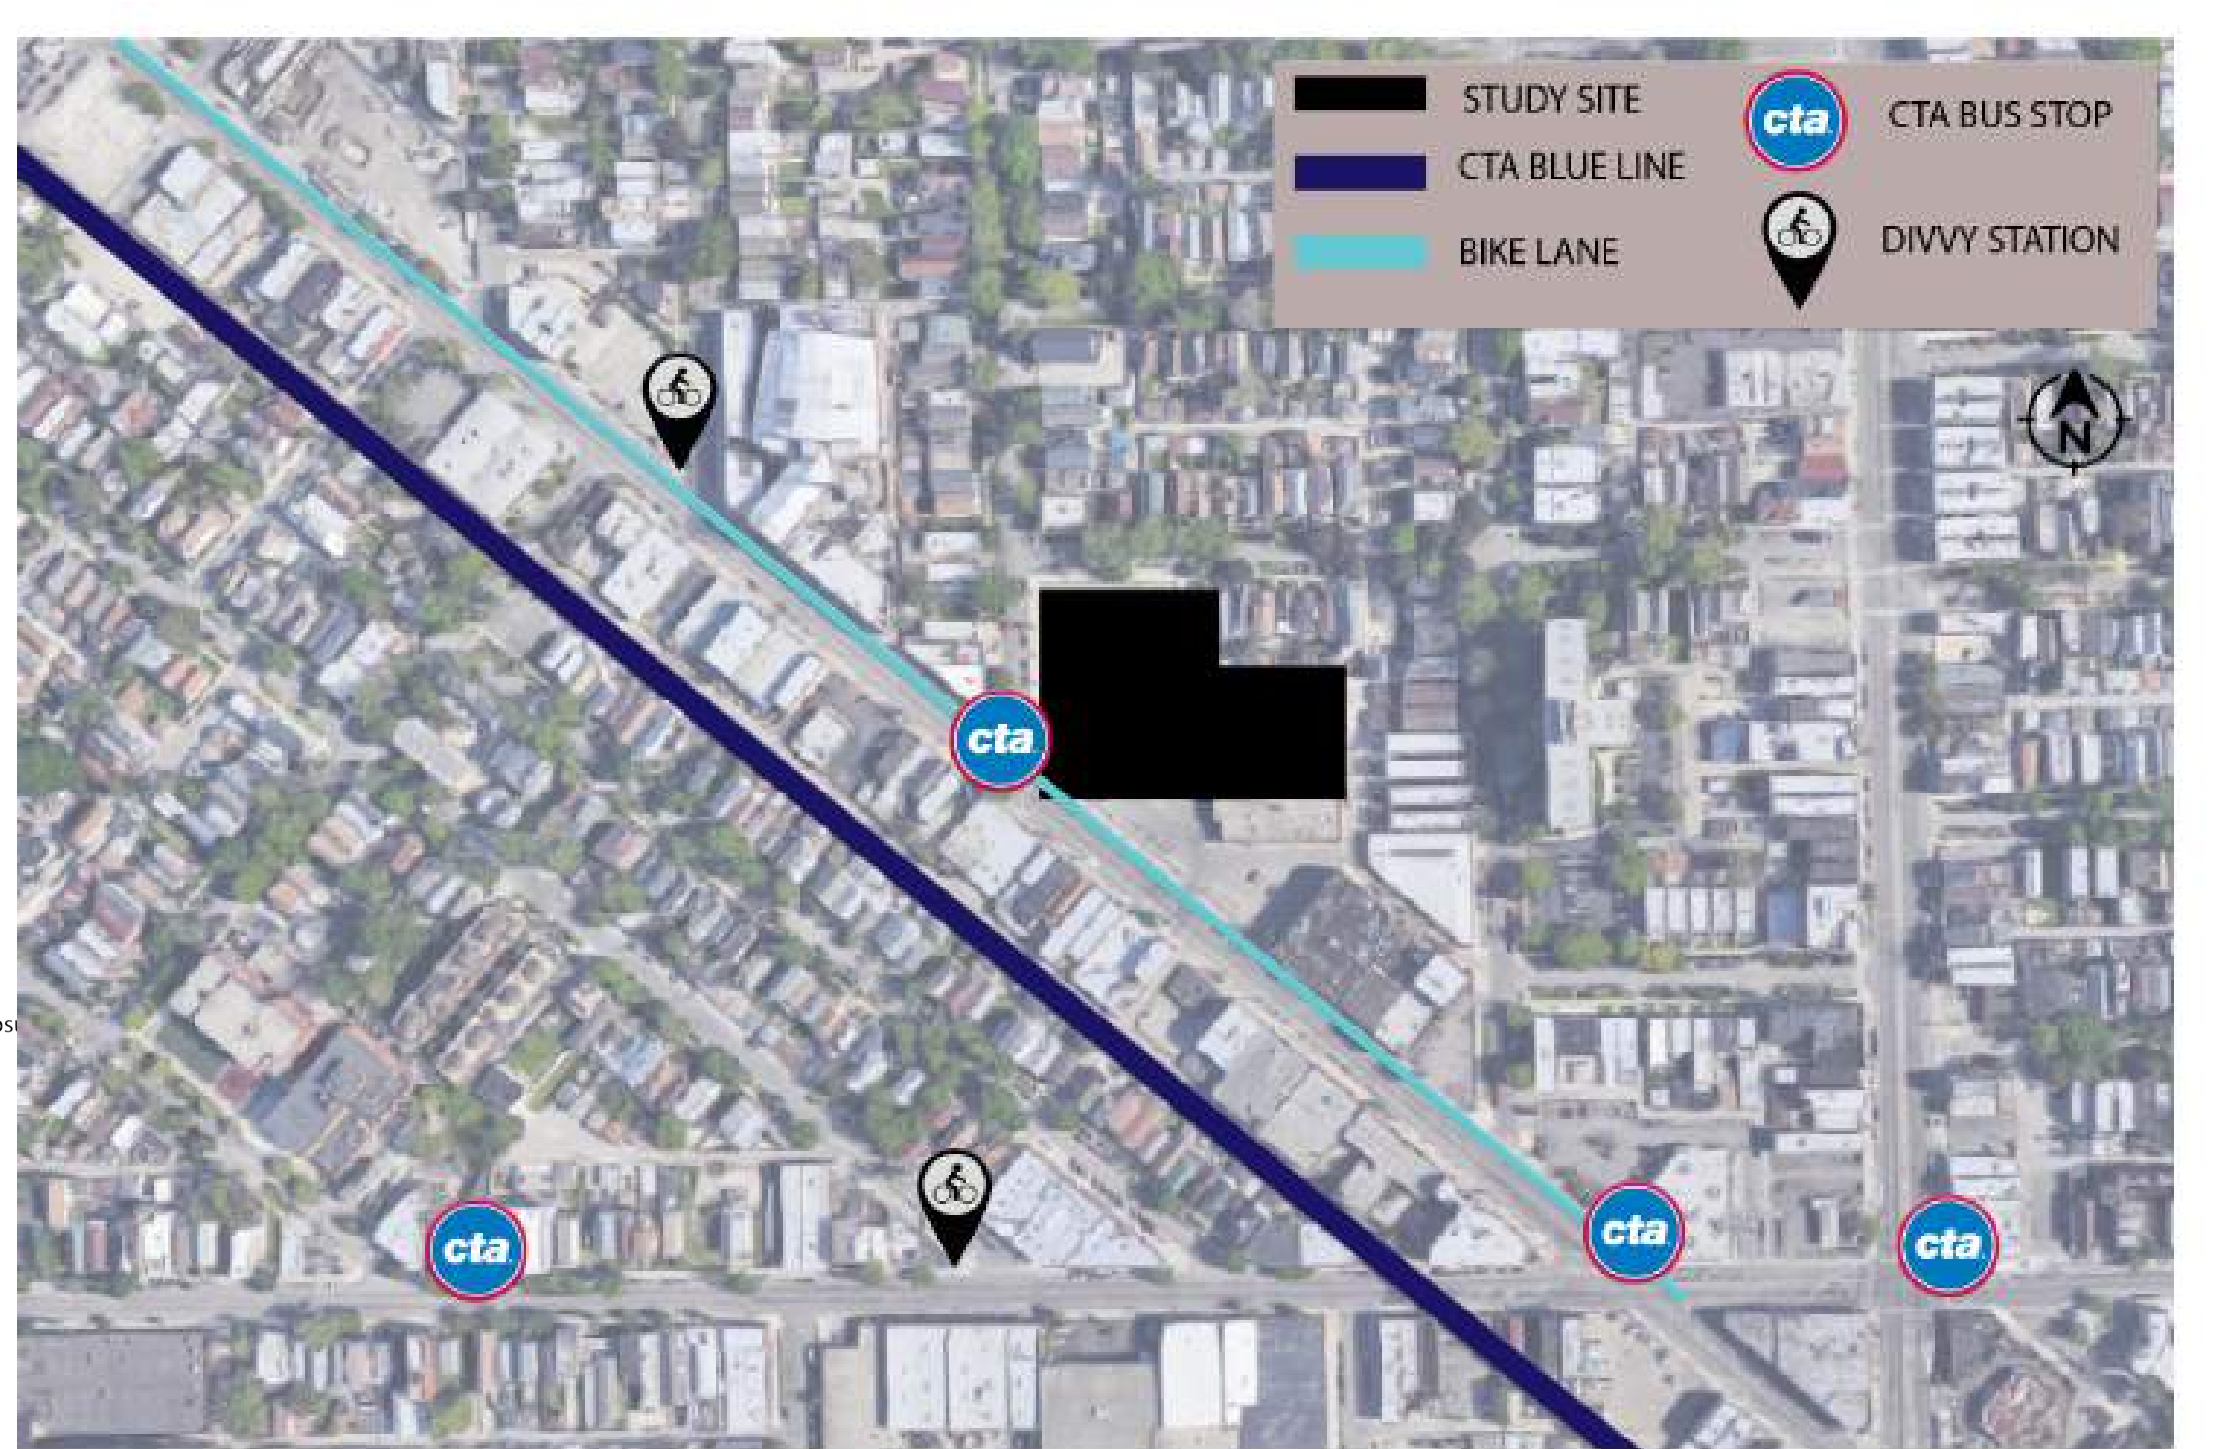 STUDY SITE
CTA BLUE LINE
BIKE LANE
cta
CTA BUS STOP
DIVVY STATION
N
cta
cta
cta
cta